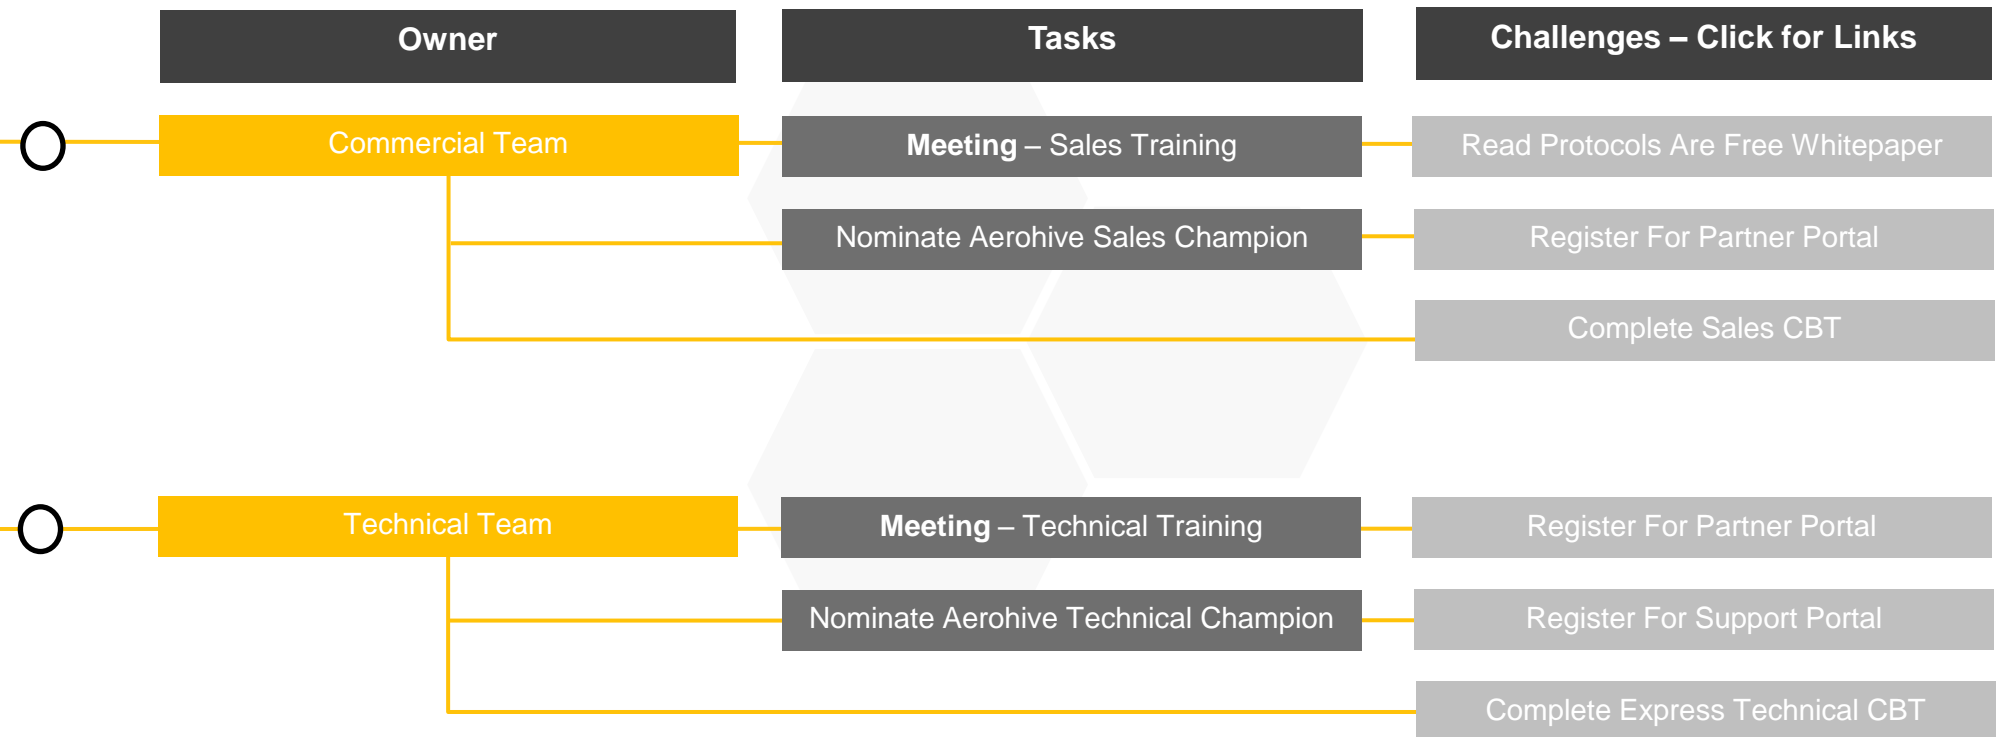 Owner
Tasks
Challenges – Click for Links
Commercial Team
Meeting – Sales Training
Read Protocols Are Free Whitepaper
Nominate Aerohive Sales Champion
Register For Partner Portal
Complete Sales CBT
Technical Team
Meeting – Technical Training
Register For Partner Portal
Nominate Aerohive Technical Champion
Register For Support Portal
Complete Express Technical CBT